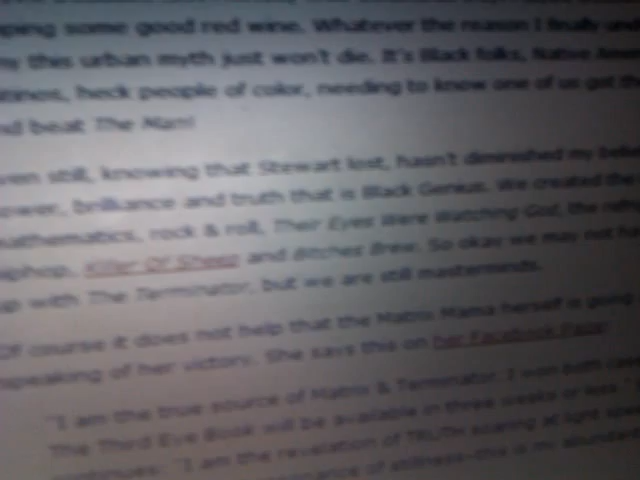 some good red wine. Whatever the reason I finally
this urban myth just won't die. It's Black folks, Native
heck people of color, needing to know one of us got
beat The Man!
still, knowing that Stewart lost, hasn't diminished my
brilliance and truth that is Black Genius. We created the
mathematics, rock & roll, Their Eyes Were Watching God, the
hiphop, Killer Of Sheep and Bitches Brew. So okay we may not
up with The Terminator, but we are still masterminds.
Of course it does not help that the Matrix Mama herself is going
speaking of her victory. She says this on her Facebook Page:
"I am the true source of Matrix & Terminator. I won both
The Third Eye Book will be available in three weeks or less."
continues: "I am the revelation of TRUTH soaring at light
of stillness-this is my